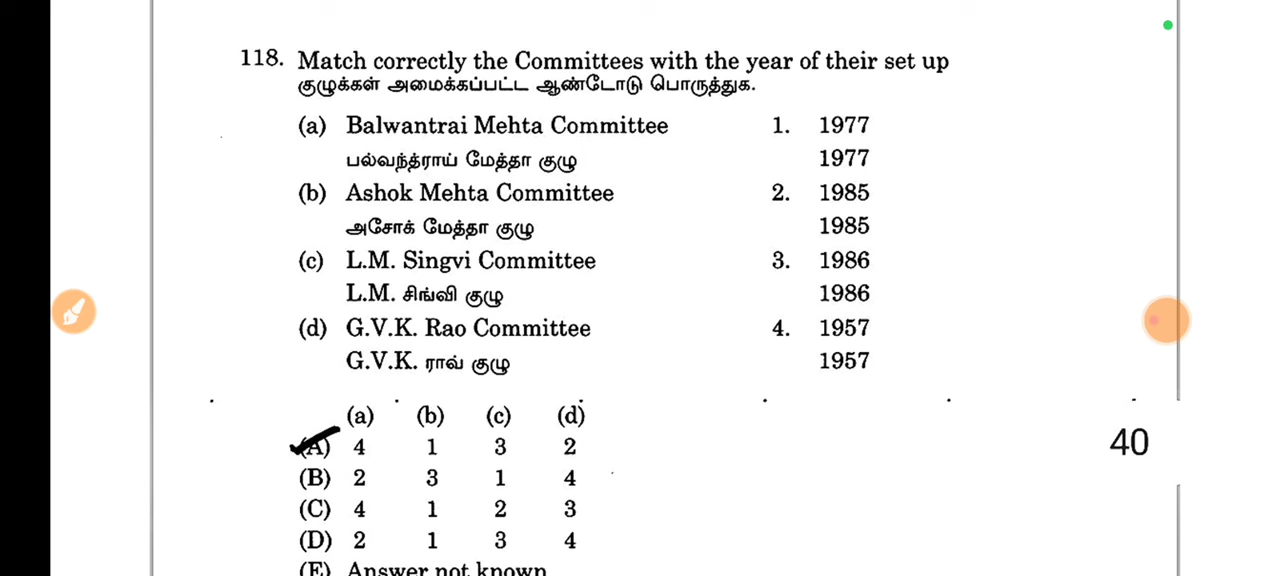 118. Match correctly the Committees with the year of their set up
குழுக்கள் அமைக்கப்பட்ட ஆண்டோடு பொருத்துக.
(a) Balwantrai Mehta Committee 1. 1977
பல்வந்த்ராய் மேத்தா குழு 1977
(b) Ashok Mehta Committee 2. 1985
அசோக் மேத்தா குழு 1985
(c) L.M. Singvi Committee 3. 1986
L.M. சிங்வி குழு 1986
(d) G.V.K. Rao Committee 4. 1957
G.V.K. ராவ் குழு 1957
(a) (b) (c) (d)
(A) 4 1 3 2
40
(B) 2 3 1 4
(C) 4 1 2 3
(D) 2 1 3 4
(E) Answer not known